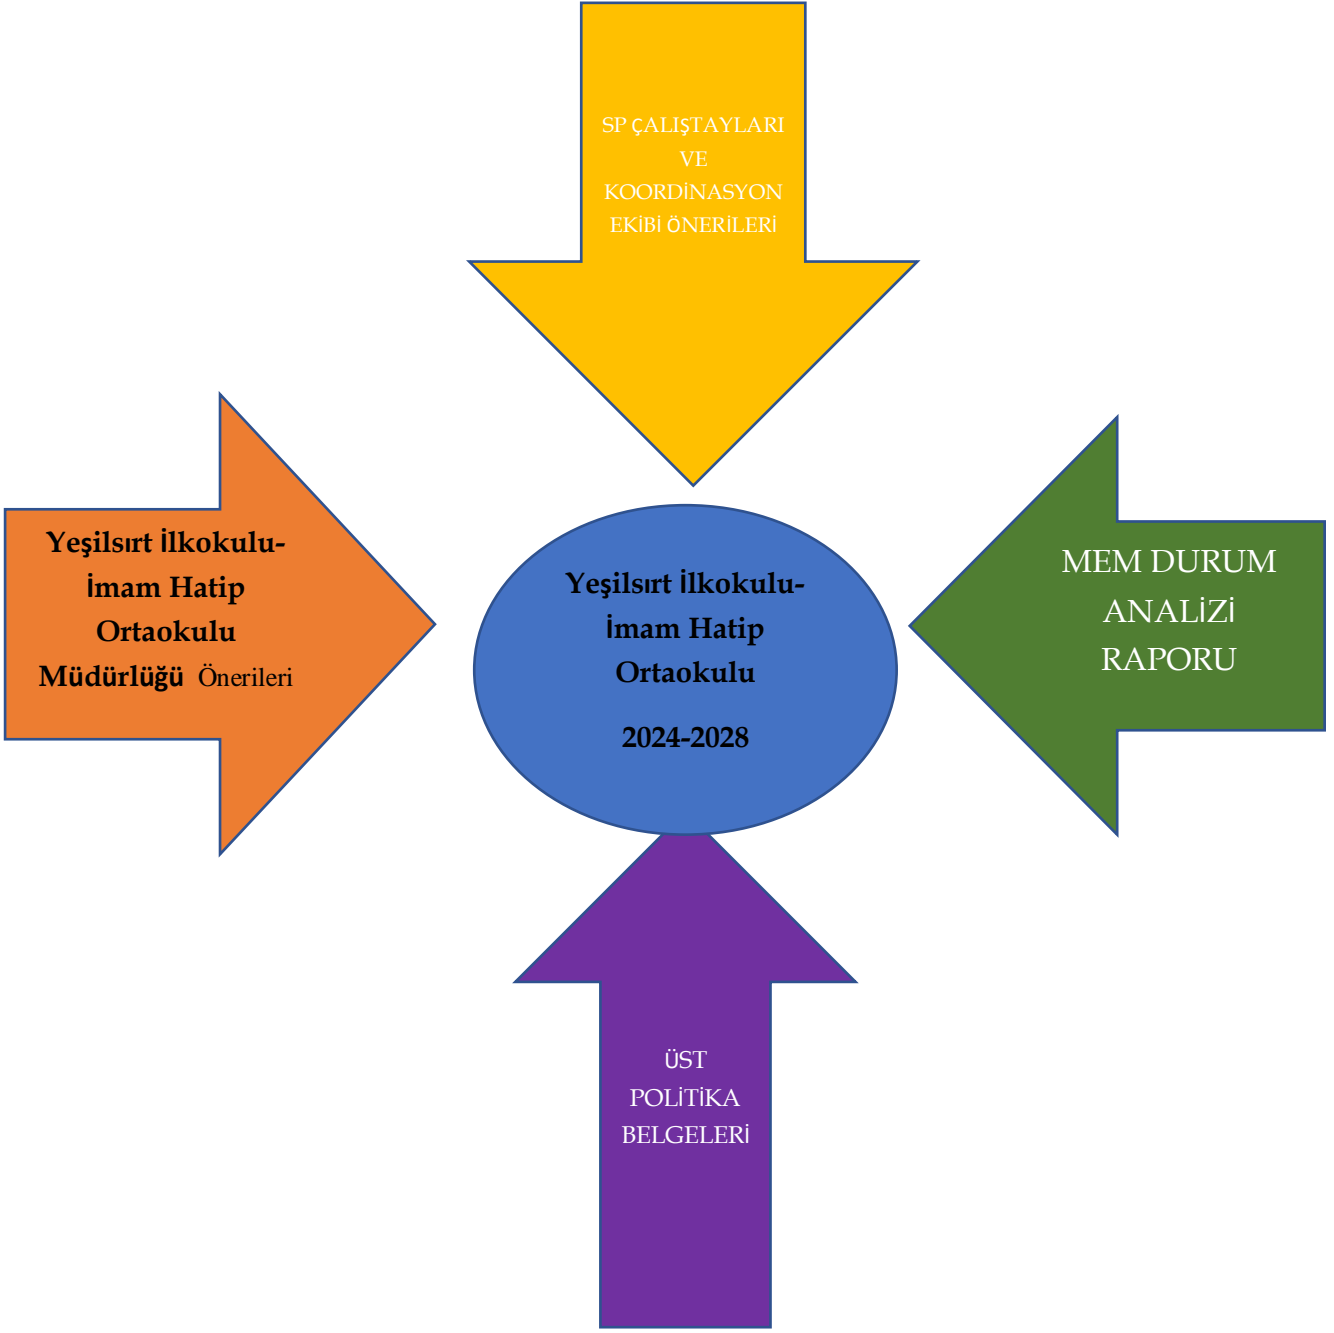 SP ÇALIŞTAYLARI
VE
KOORDİNASYON
EKİBİ ÖNERİLERİ
Yeşilsırt İlkokulu-
İmam Hatip
Ortaokulu
Müdürlüğü Önerileri
Yeşilsırt İlkokulu-
İmam Hatip
Ortaokulu
2024-2028
MEM DURUM
ANALİZİ
RAPORU
ÜST
POLİTİKA
BELGELERİ